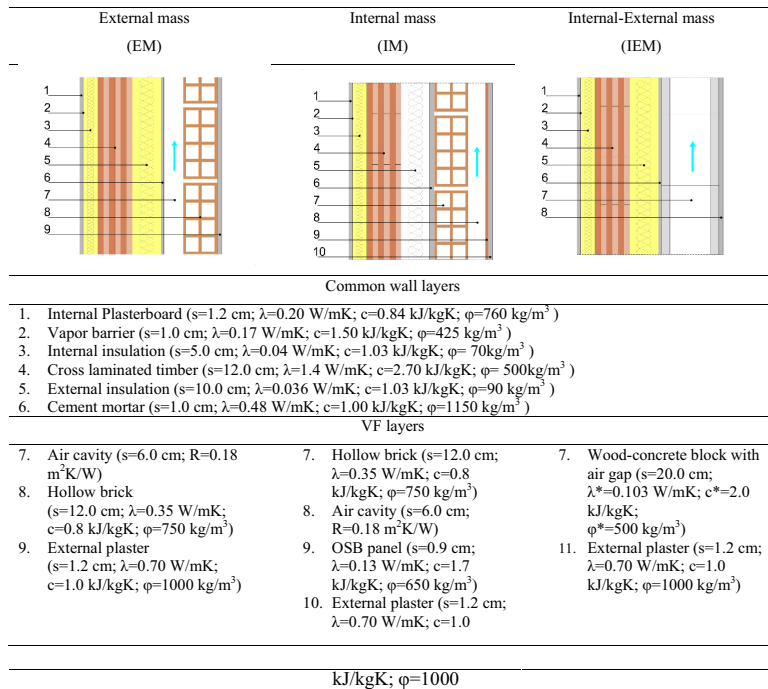 External mass
(EM)
Internal mass
(IM)
Internal-External mass
(IEM)
1
2
3
4
5
6
7
8
9
1
2
3
4
5
6
7
8
9
10
1
2
3
4
5
6
7
8
Common wall layers
1. Internal Plasterboard (s=1.2 cm; λ=0.20 W/mK; c=0.84 kJ/kgK; φ=760 kg/m³ )
2. Vapor barrier (s=1.0 cm; λ=0.17 W/mK; c=1.50 kJ/kgK; φ=425 kg/m³ )
3. Internal insulation (s=5.0 cm; λ=0.04 W/mK; c=1.03 kJ/kgK; φ= 70kg/m³ )
4. Cross laminated timber (s=12.0 cm; λ=1.4 W/mK; c=2.70 kJ/kgK; φ= 500kg/m³ )
5. External insulation (s=10.0 cm; λ=0.036 W/mK; c=1.03 kJ/kgK; φ=90 kg/m³ )
6. Cement mortar (s=1.0 cm; λ=0.48 W/mK; c=1.00 kJ/kgK; φ=1150 kg/m³ )
VF layers
7. Air cavity (s=6.0 cm; R=0.18
m²K/W)
8. Hollow brick
(s=12.0 cm; λ=0.35 W/mK;
c=0.8 kJ/kgK; φ=750 kg/m³)
9. External plaster
(s=1.2 cm; λ=0.70 W/mK;
c=1.0 kJ/kgK; φ=1000 kg/m³)
7. Hollow brick (s=12.0 cm;
λ=0.35 W/mK; c=0.8
kJ/kgK; φ=750 kg/m³)
8. Air cavity (s=6.0 cm;
R=0.18 m²K/W)
9. OSB panel (s=0.9 cm;
λ=0.13 W/mK; c=1.7
kJ/kgK; φ=650 kg/m³)
10. External plaster (s=1.2 cm;
λ=0.70 W/mK; c=1.0
7. Wood-concrete block with
air gap (s=20.0 cm;
λ*=0.103 W/mK; c*=2.0
kJ/kgK;
φ*=500 kg/m³)
11. External plaster (s=1.2 cm;
λ=0.70 W/mK; c=1.0
kJ/kgK; φ=1000 kg/m³)
kJ/kgK; φ=1000